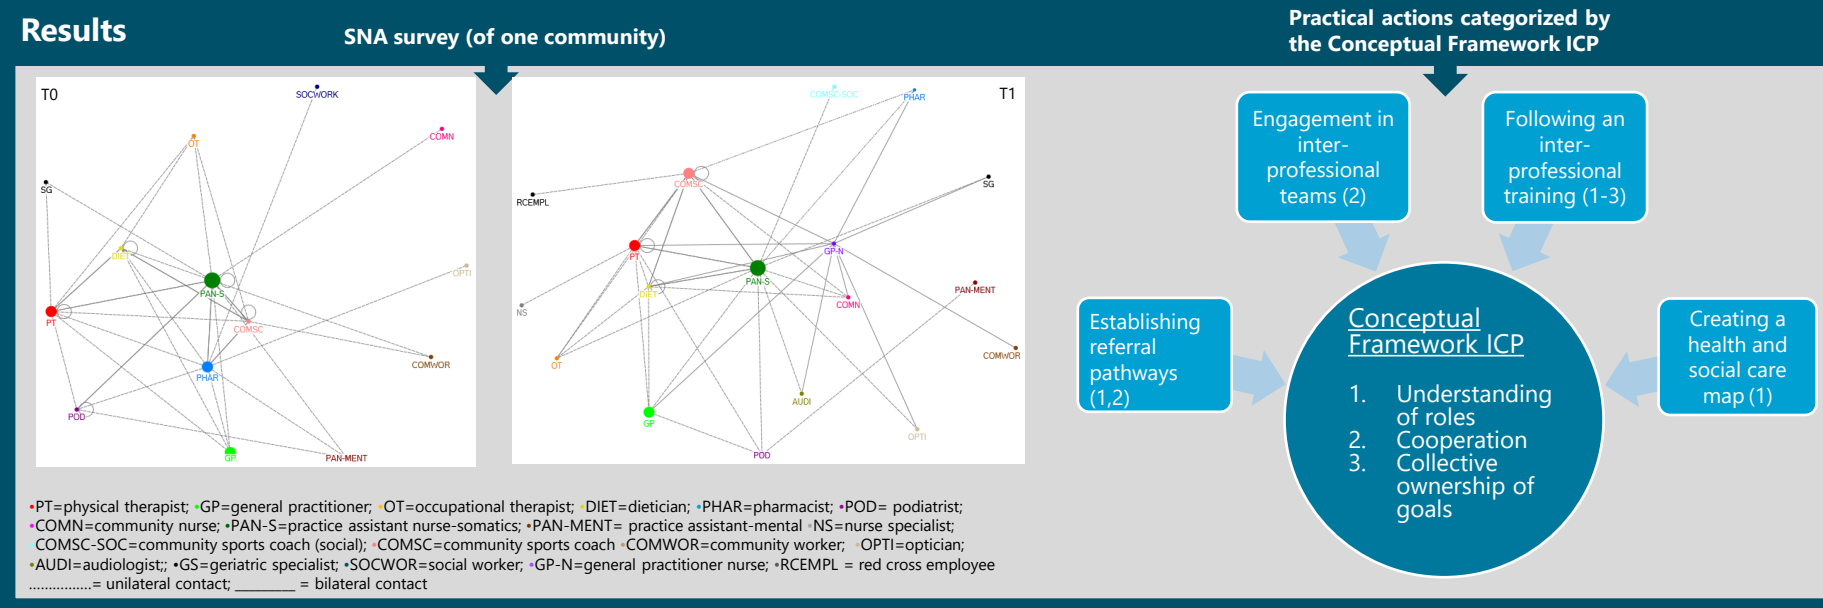 Results
SNA survey (of one community)
Practical actions categorized by
the Conceptual Framework ICP
T0
SOCWORK
COMN
OT
SG
DIET
PAN-S
OPTI
PT
COMSC
COMWOR
PHAR
POD
GP
PAN-MENT
T1
COMSC-SOC
PHAR
COMSC
SG
RCEMPL
PT
GP-N
PAN-S
DIET
PAN-MENT
COMN
NS
COMWOR
OT
AUDI
GP
OPTI
POD
•PT=physical therapist; •GP=general practitioner; •OT=occupational therapist; •DIET=dietician; •PHAR=pharmacist; •POD= podiatrist;
•COMN=community nurse; •PAN-S=practice assistant nurse-somatics; •PAN-MENT= practice assistant-mental •NS=nurse specialist;
COMSC-SOC=community sports coach (social); •COMSC=community sports coach •COMWOR=community worker; •OPTI=optician;
•AUDI=audiologist;; •GS=geriatric specialist; •SOCWOR=social worker; •GP-N=general practitioner nurse; •RCEMPL = red cross employee
...............= unilateral contact; ________ = bilateral contact
Engagement in
inter-
professional
teams (2)
Following an
inter-
professional
training (1-3)
Establishing
referral
pathways
(1,2)
Creating a
health and
social care
map (1)
Conceptual
Framework ICP
1. Understanding
of roles
2. Cooperation
3. Collective
ownership of
goals